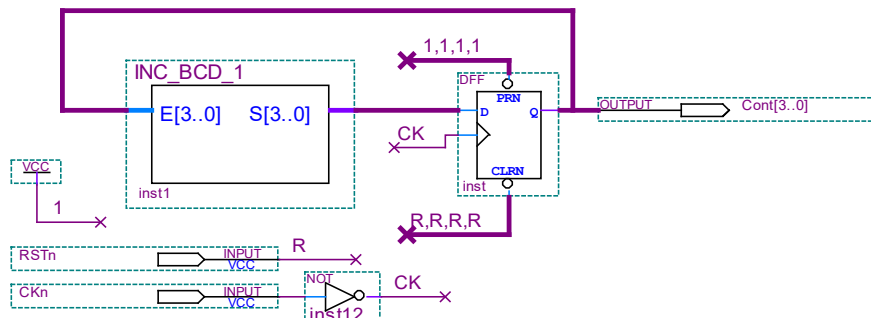 INC_BCD_1
E[3..0] S[3..0]
inst1
1,1,1,1
DFF
PRN
D Q
CLRN
inst
CK
R,R,R,R
OUTPUT Cont[3..0]
VCC
1
RSTn INPUT
VCC
R
CKn INPUT
VCC
NOT
inst12
CK